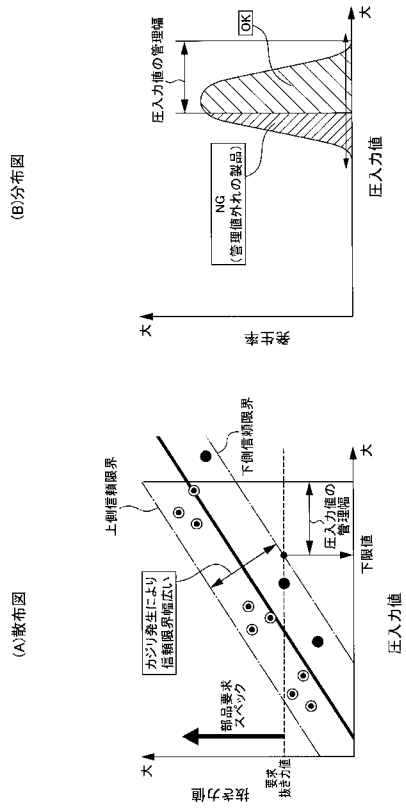 (A)散布図
大
抜き力値
要求
抜き力値
部品要求
スペック
カジリ発生により
信頼限界幅広い
上側信頼限界
下側信頼限界
圧入力値の
管理幅
下限値
大
圧入力値
(B)分布図
大
発生率
NG
(管理値外れの製品)
圧入力値の管理幅
OK
大
圧入力値